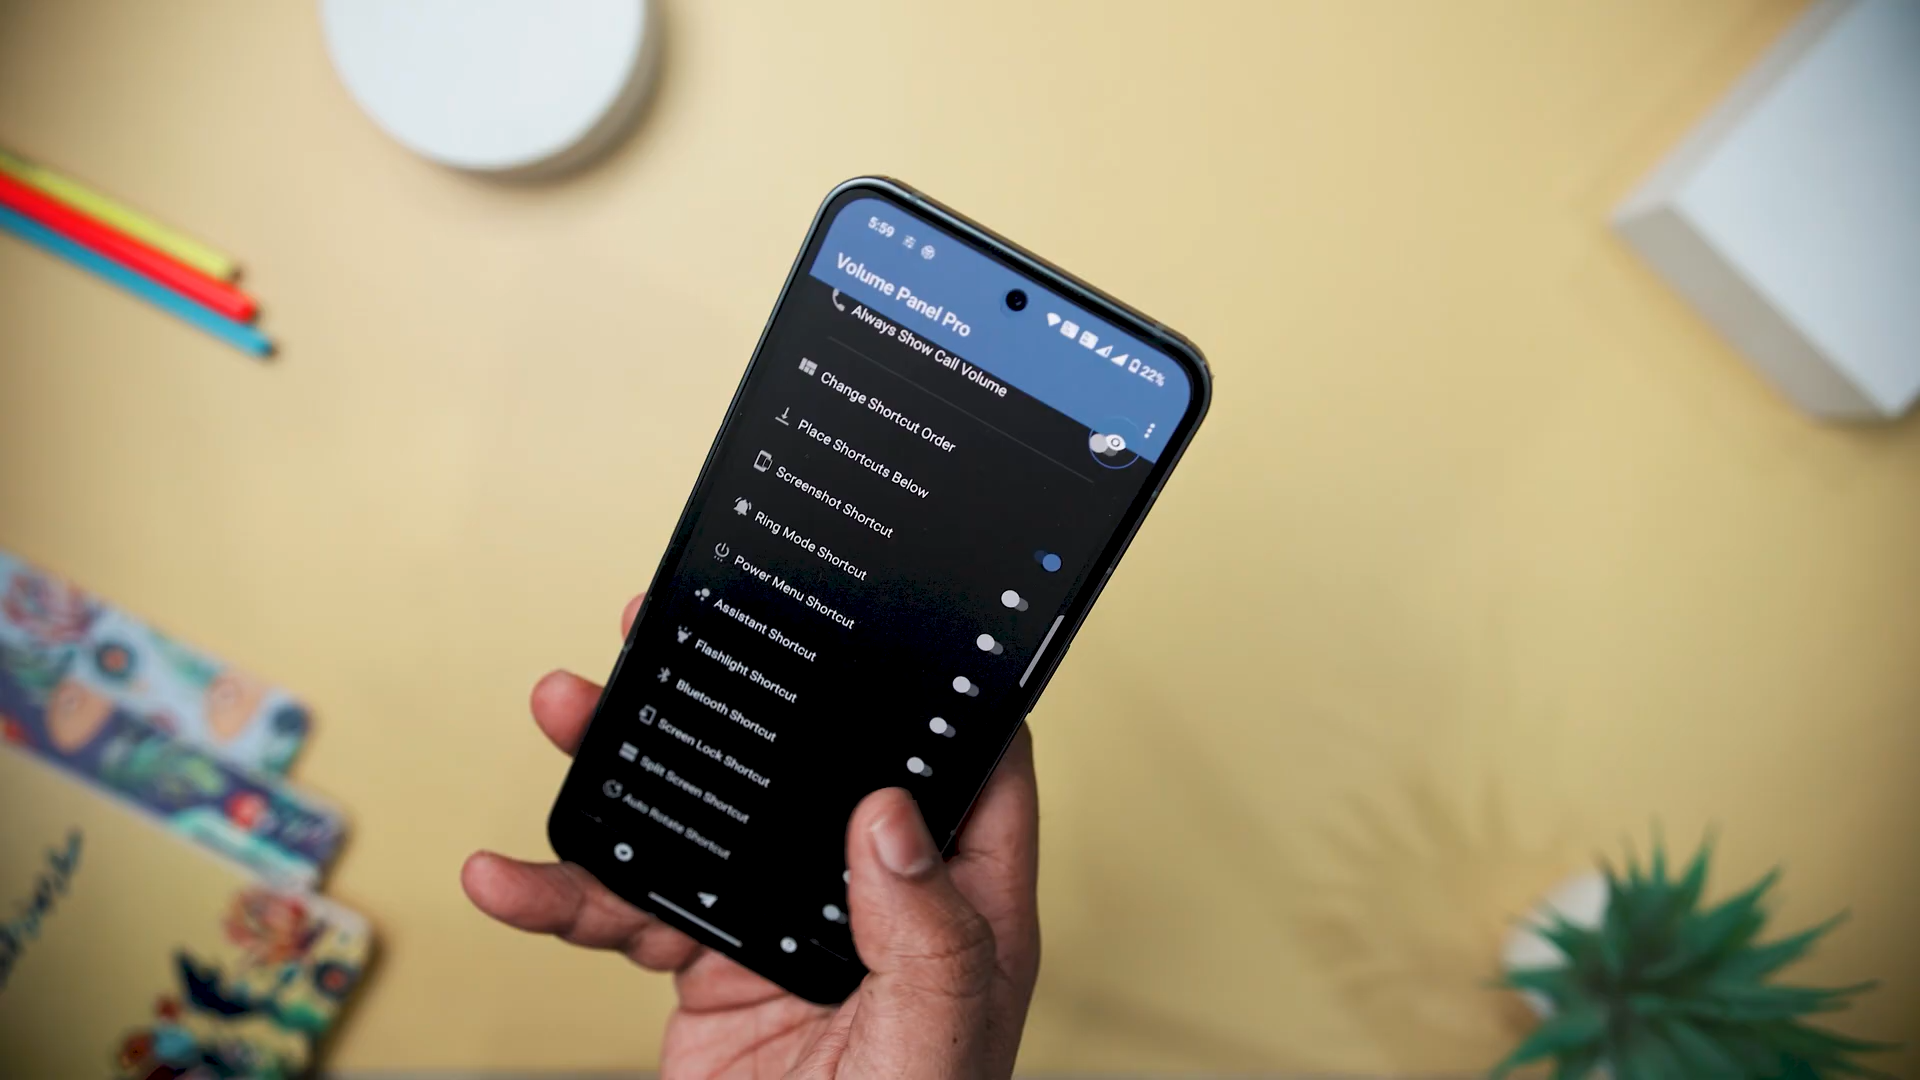 5:59
22%
Volume Panel Pro
Always Show Call Volume
Change Shortcut Order
Place Shortcuts Below
Screenshot Shortcut
Ring Mode Shortcut
Power Menu Shortcut
Assistant Shortcut
Flashlight Shortcut
Bluetooth Shortcut
Screen Lock Shortcut
Split Screen Shortcut
Auto Rotate Shortcut